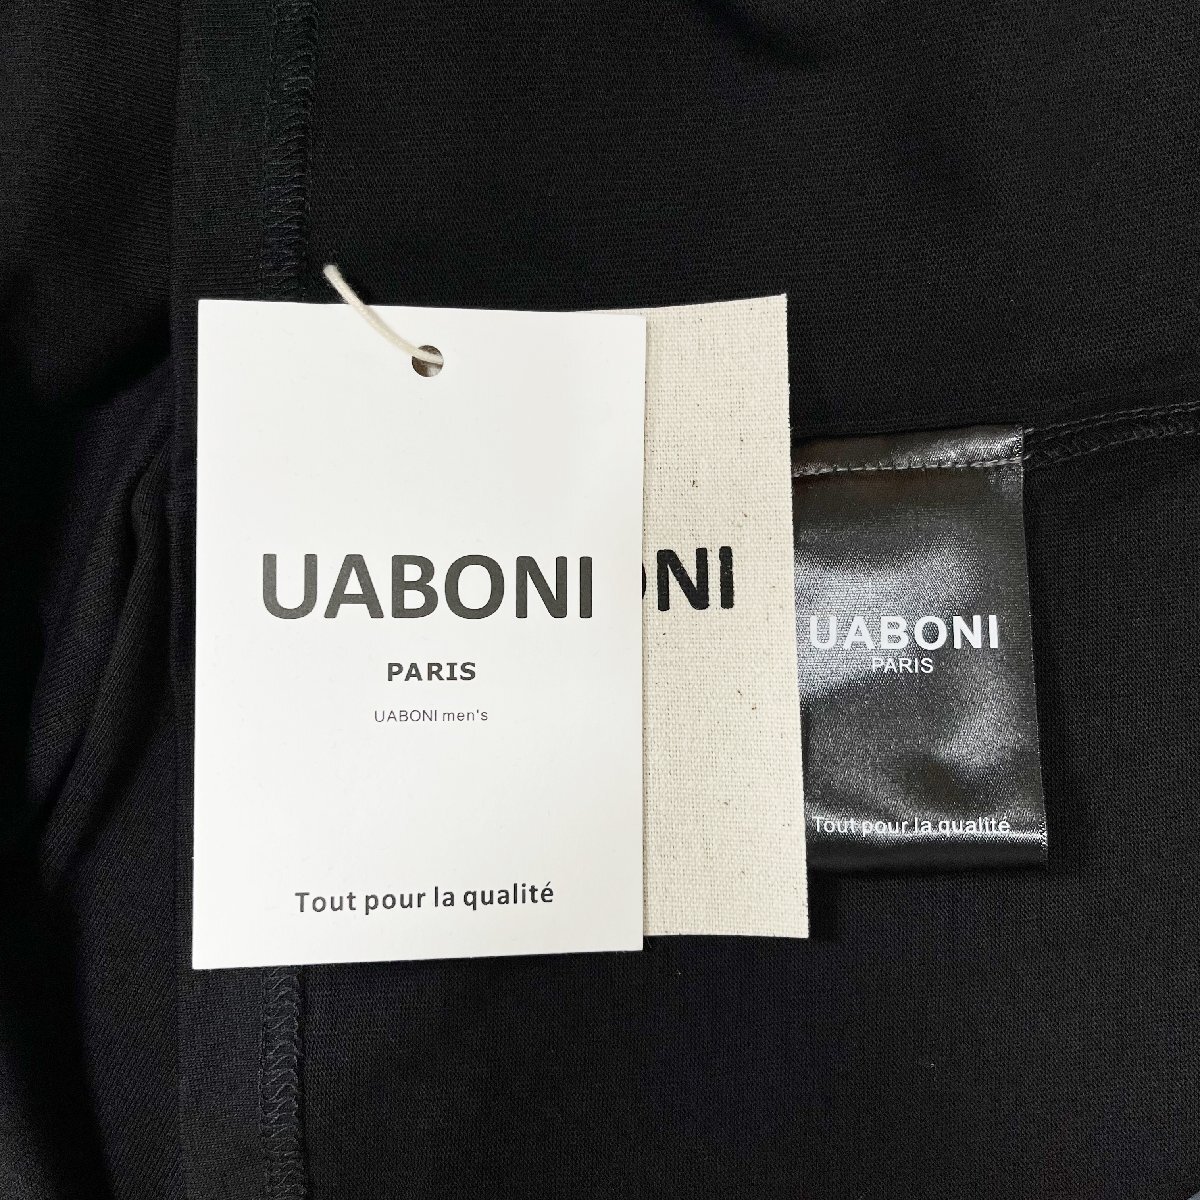 UABONI
PARIS
UABONI men's
Tout pour la qualité
ONI
UABONI
PARIS
Tout pour la qualité